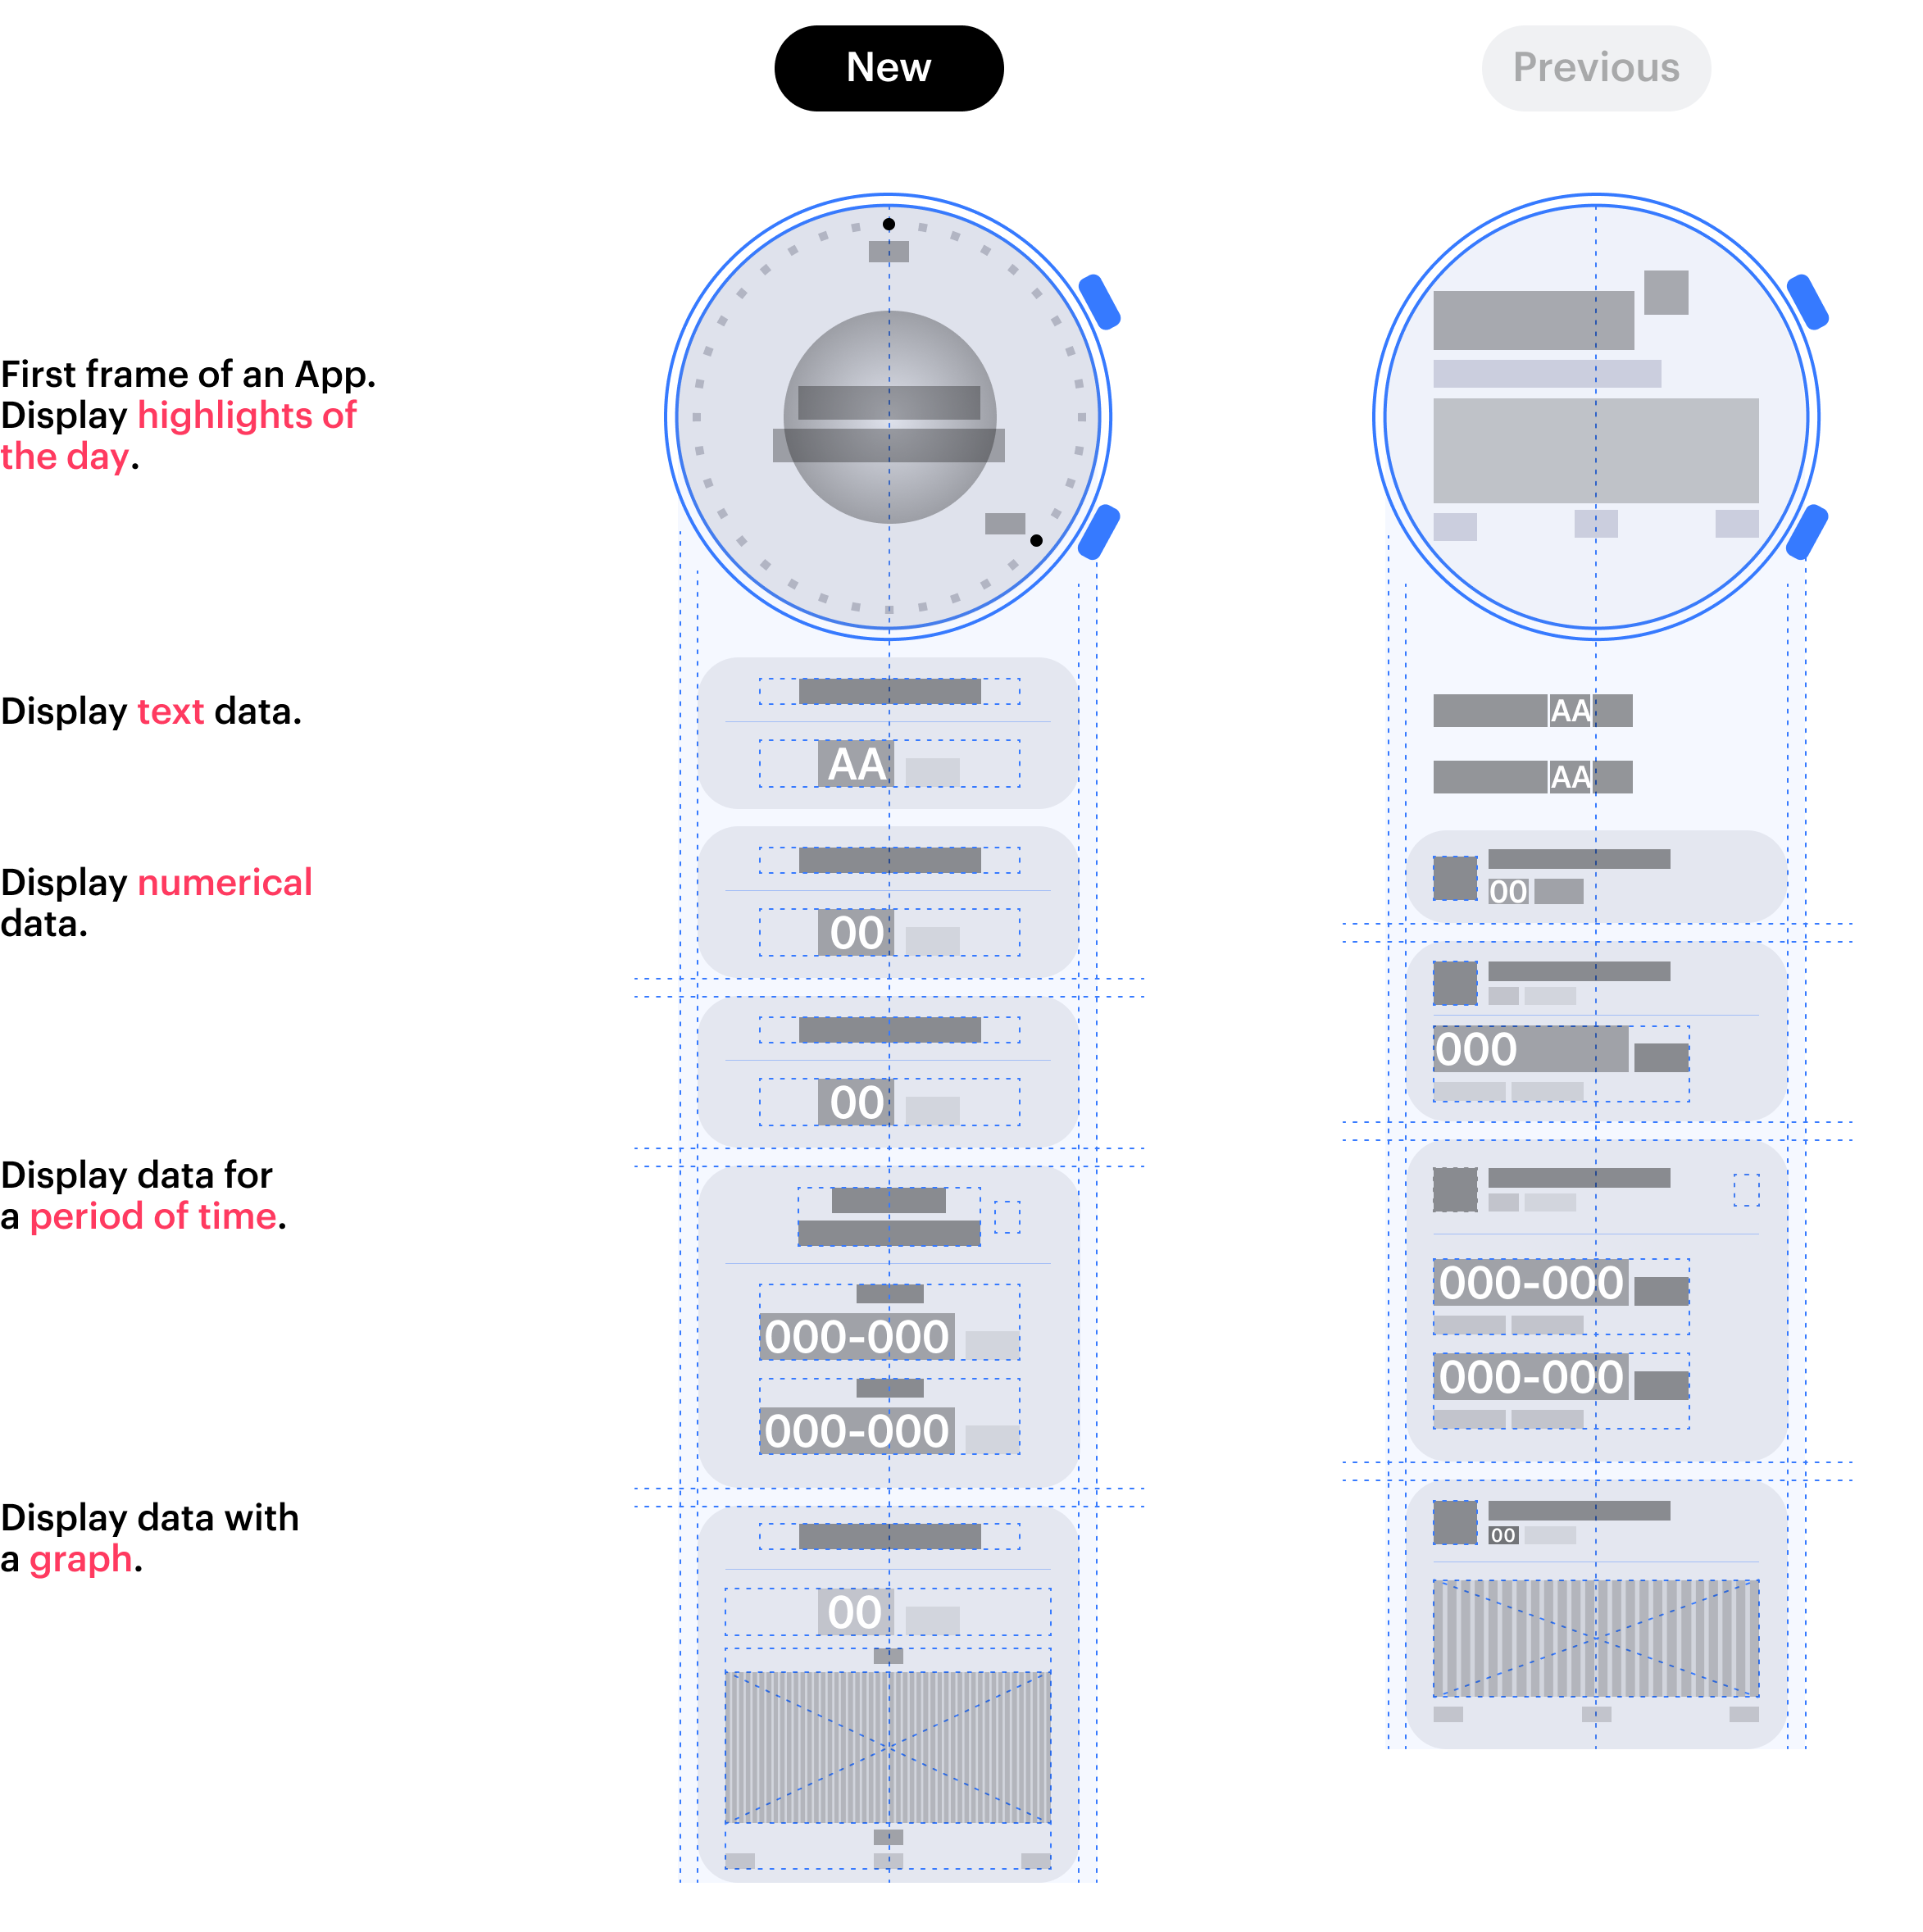 New
Previous
First frame of an App.
Display highlights of
the day.
Display text data.
AA
AA
AA
Display numerical
data.
00
00
00
000
Display data for
a period of time.
000-000
000-000
000-000
000-000
Display data with
a graph.
00
00